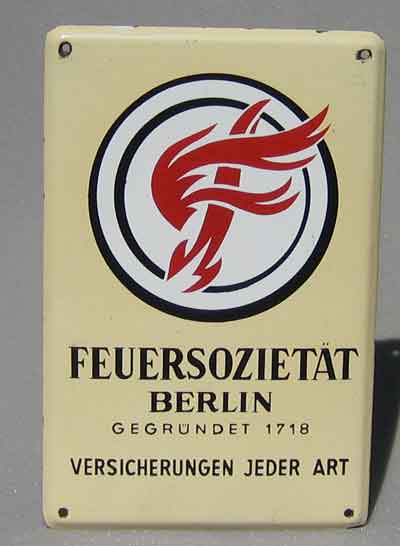 FEUERSOZIETÄT
BERLIN
GEGRÜNDET 1718
VERSICHERUNGEN JEDER ART